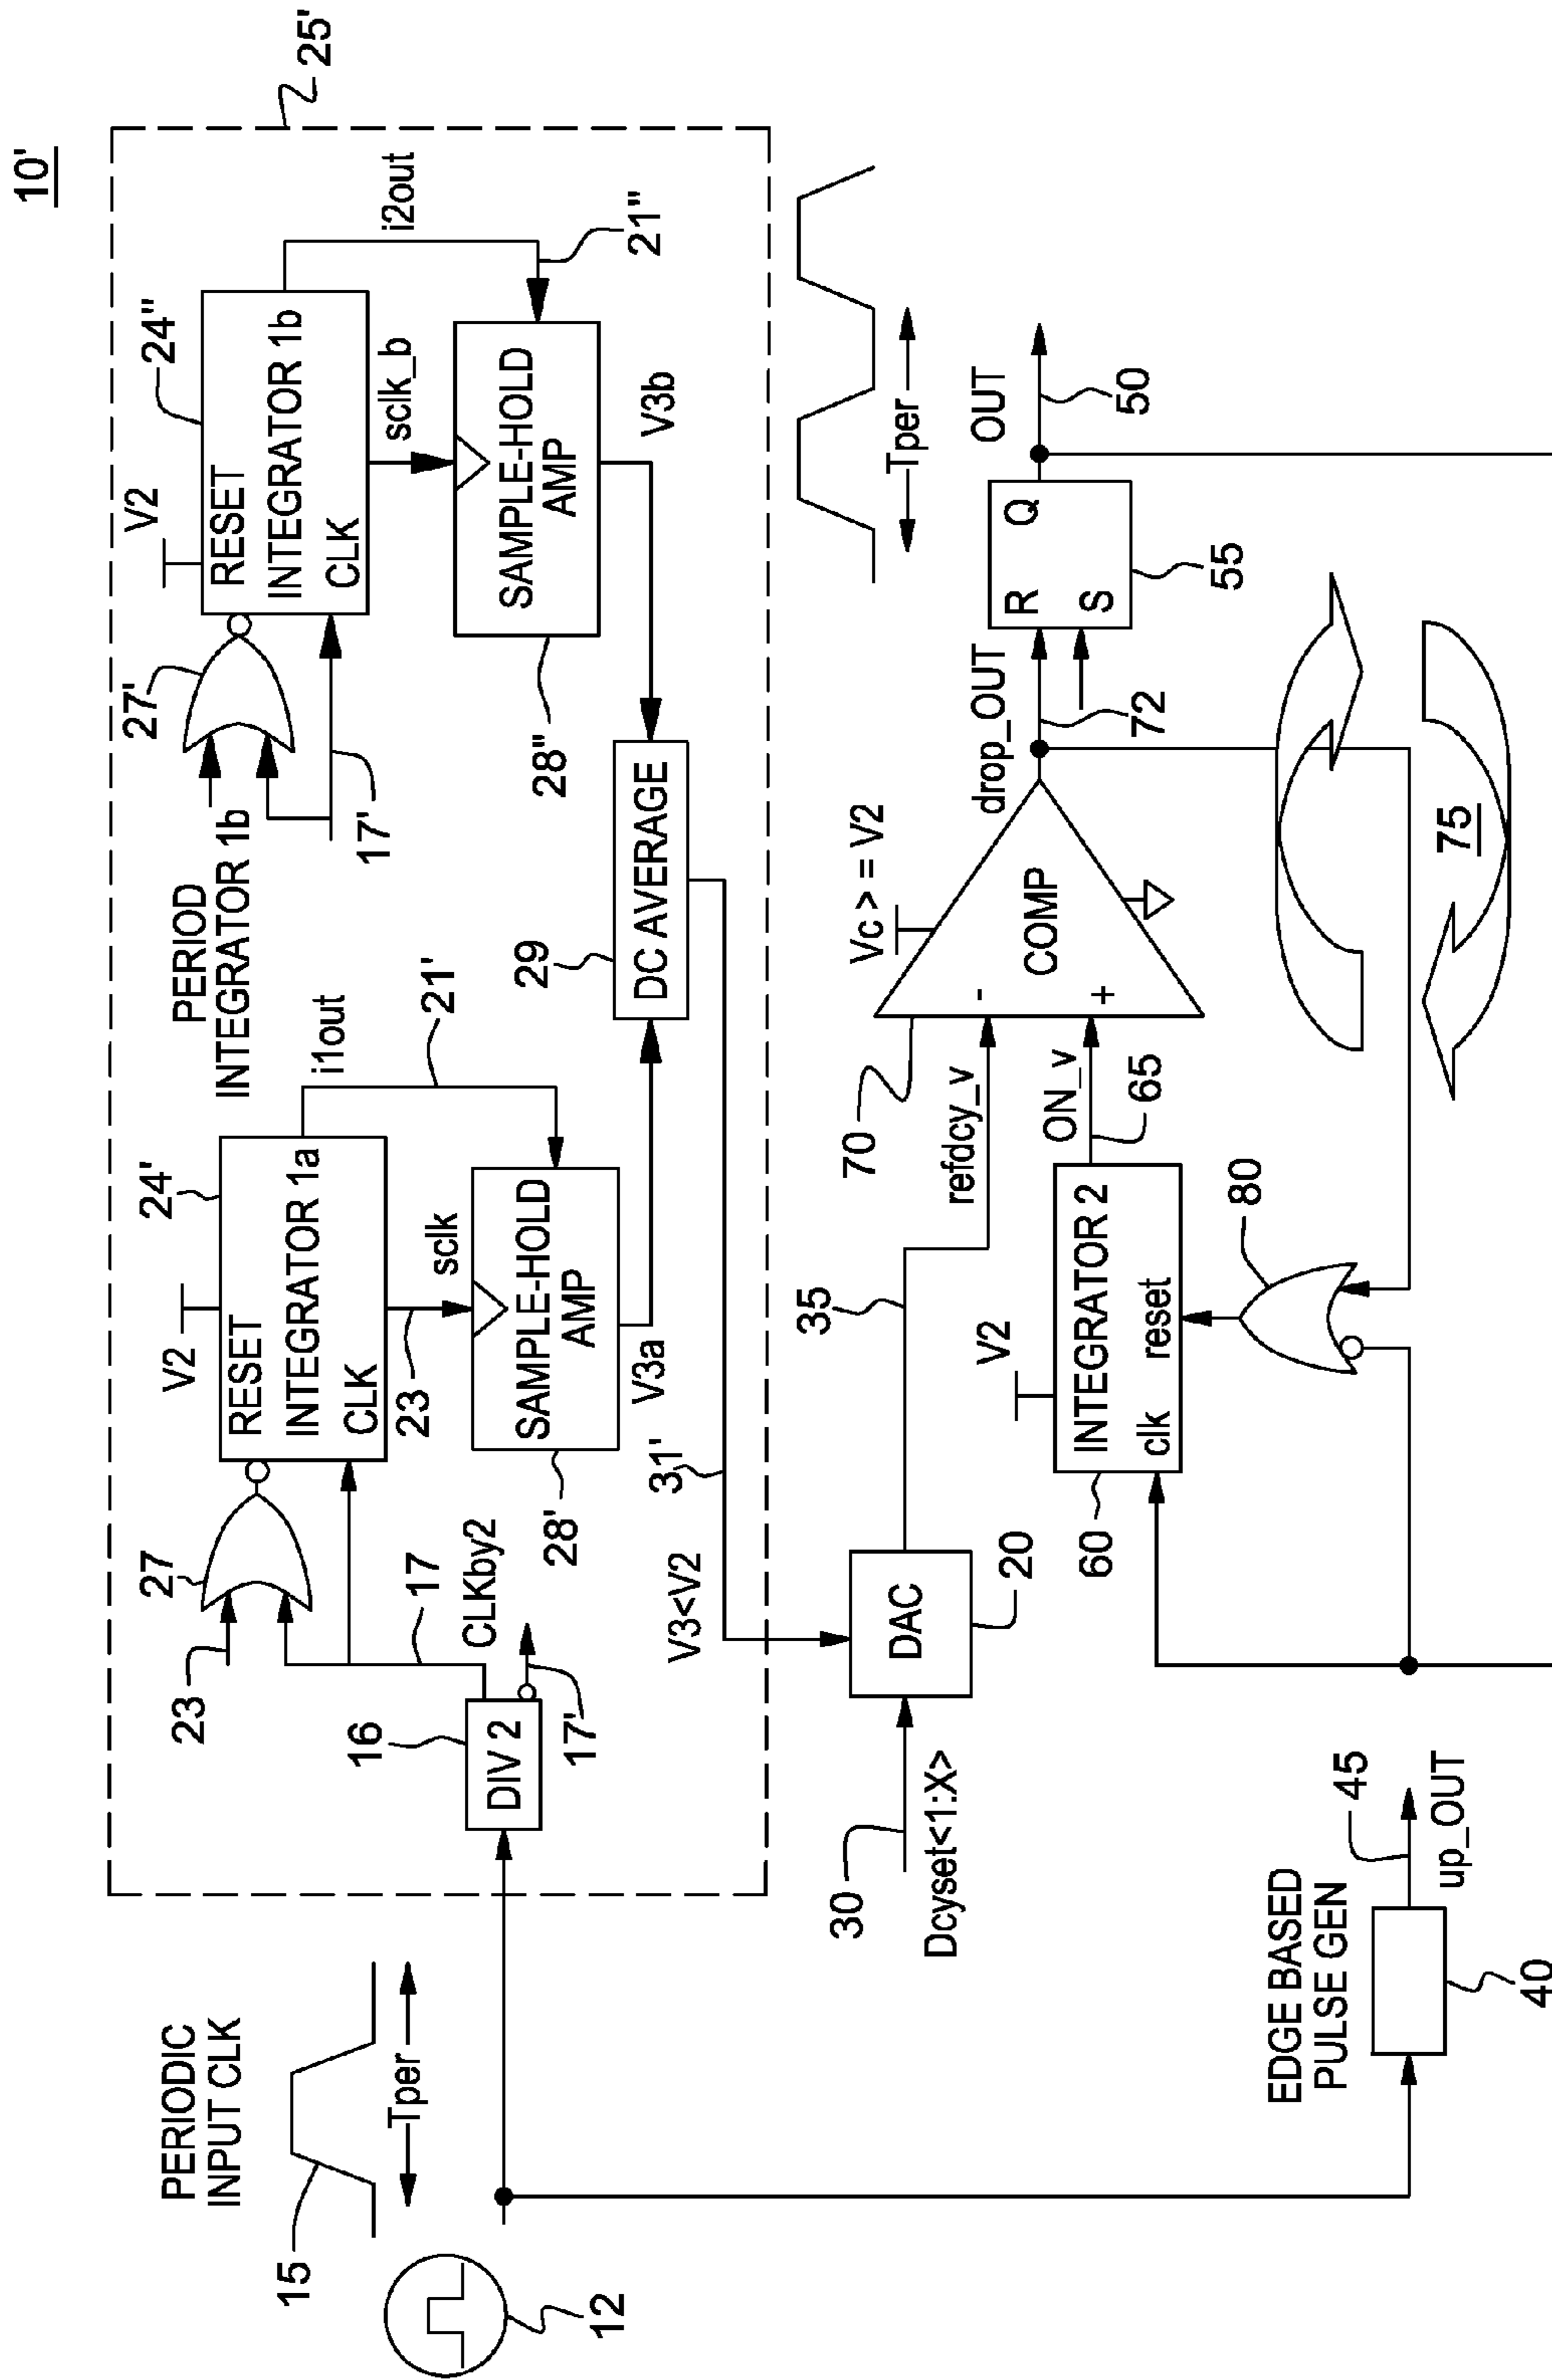 10'
PERIODIC
INPUT CLK
15
Tper
12
25'
23
27
V2
24'
RESET
INTEGRATOR 1a
CLK
i1out
21'
23
sclk
SAMPLE-HOLD
AMP
28'
V3a
16
DIV 2
17
17'
CLKby2
PERIOD
INTEGRATOR 1b
27'
17'
V2
24"
RESET
INTEGRATOR 1b
CLK
i2out
21"
sclk_b
SAMPLE-HOLD
AMP
28"
V3b
29
DC AVERAGE
31'
V3<V2
30
Dcyset<1:X>
DAC
20
35
refdcy_v
70
Vc > = V2
-
+
COMP
drop_OUT
72
R
S
Q
55
OUT
50
Tper
V2
INTEGRATOR 2
clk
reset
60
ON_v
65
80
75
EDGE BASED
PULSE GEN
40
45
up_OUT